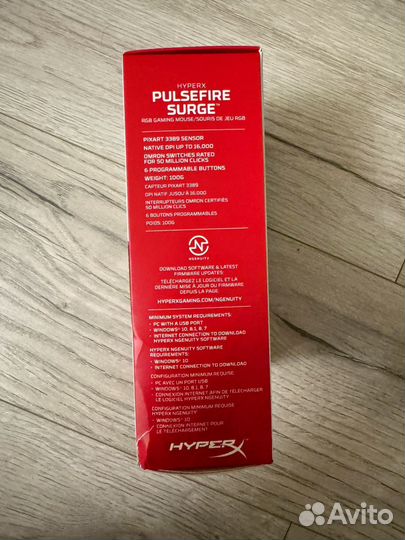 HYPERX
PULSEFIRE
SURGE™
RGB GAMING MOUSE/SOURIS DE JEU RGB
PIXART 3389 SENSOR
NATIVE DPI UP TO 16,000
OMRON SWITCHES RATED
FOR 50 MILLION CLICKS
6 PROGRAMMABLE BUTTONS
WEIGHT: 100G
CAPTEUR PIXART 3389
DPI NATIF JUSQU'À 16,000
INTERRUPTEURS OMRON CERTIFIÉS
50 MILLION CLICS
6 BOUTONS PROGRAMMABLES
POIDS: 100G
NGENUITY
DOWNLOAD SOFTWARE & LATEST
FIRMWARE UPDATES:
TÉLÉCHARGEZ LE LOGICIEL ET LA
DERNIÈRE MISE À JOUR DU FIRMWARE
DEPUIS LA PAGE:
HYPERXGAMING.COM/NGENUITY
MINIMUM SYSTEM REQUIREMENTS:
• PC WITH A USB PORT
• WINDOWS® 10, 8.1, 8, 7
• INTERNET CONNECTION TO DOWNLOAD
HYPERX NGENUITY SOFTWARE
HYPERX NGENUITY SOFTWARE
REQUIREMENTS:
• WINDOWS® 10
• INTERNET CONNECTION TO DOWNLOAD
CONFIGURATION MINIMUM REQUISE:
• PC AVEC UN PORT USB
• WINDOWS® 10, 8.1, 8, 7
• CONNEXION INTERNET AFIN DE TÉLÉCHARGER
LE LOGICIEL HYPERX NGENUITY
CONFIGURATION MINIMUM REQUISE
HYPERX NGENUITY:
• WINDOWS® 10
• CONNEXION INTERNET POUR
LE TÉLÉCHARGEMENT
HYPERX
Avito